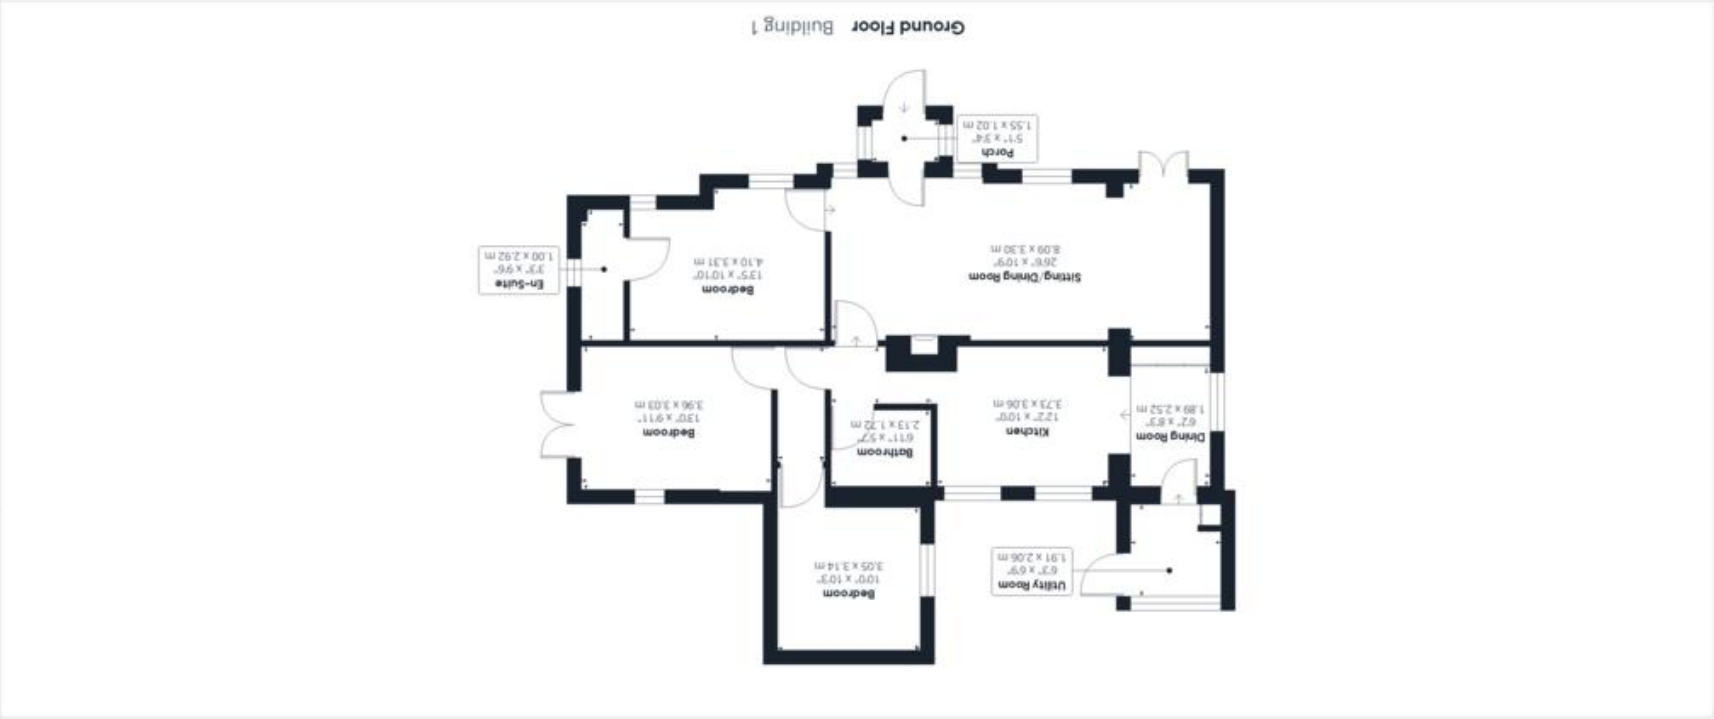 Utility Room
6'3" x 6'9"
1.91 x 2.06 m
Bedroom
10'0" x 10'3"
3.05 x 3.14 m
Dining Room
6'2" x 8'3"
1.89 x 2.52 m
Kitchen
12'2" x 10'0"
3.73 x 3.06 m
Bathroom
6'11" x 5'7"
2.13 x 1.72 m
Bedroom
13'0" x 9'11"
3.96 x 3.03 m
Sitting/Dining Room
26'6" x 10'9"
8.09 x 3.30 m
Bedroom
13'5" x 10'10"
4.10 x 3.31 m
En-Suite
3'3" x 9'6"
1.00 x 2.92 m
Porch
5'1" x 3'4"
1.55 x 1.02 m
Ground Floor Building 1